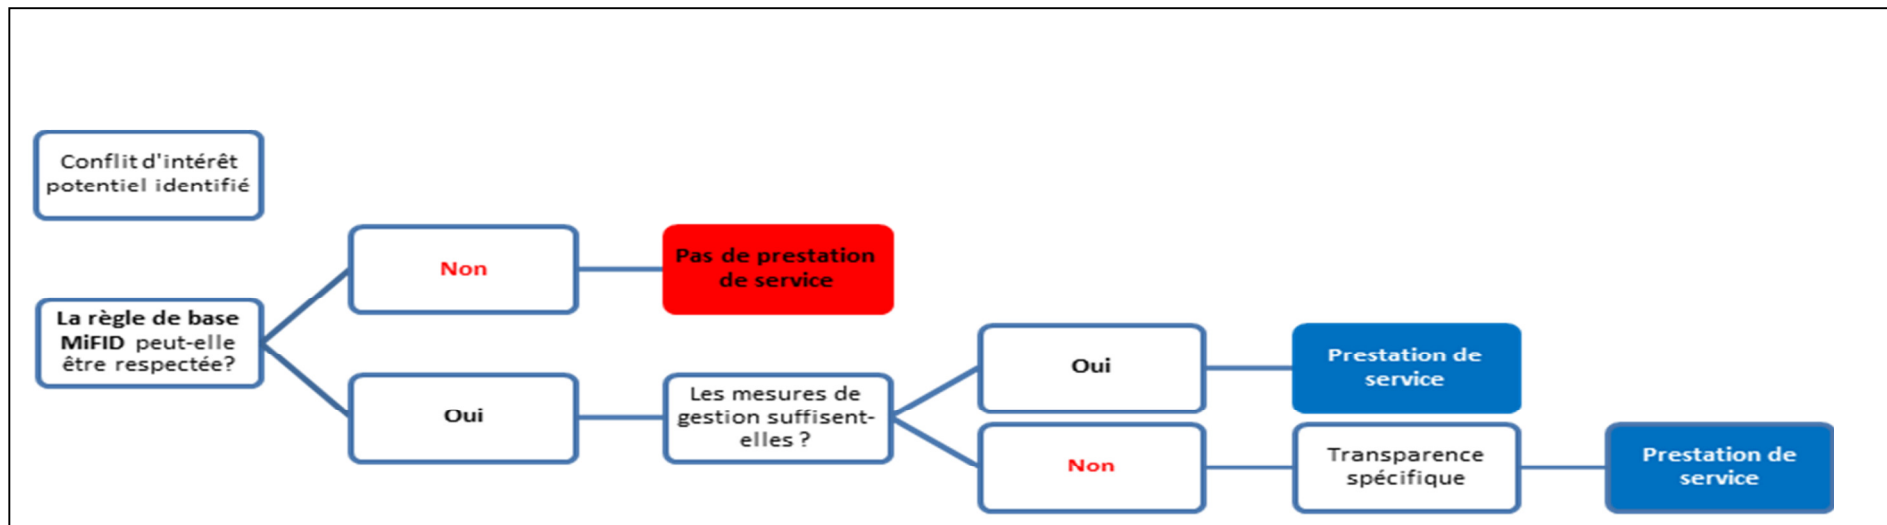 Conflit d'intérêt
potentiel identifié
La règle de base
MiFID peut-elle
être respectée?
Non
Pas de prestation
de service
Oui
Les mesures de
gestion suffisent-
elles ?
Oui
Prestation de
service
Non
Transparence
spécifique
Prestation de
service